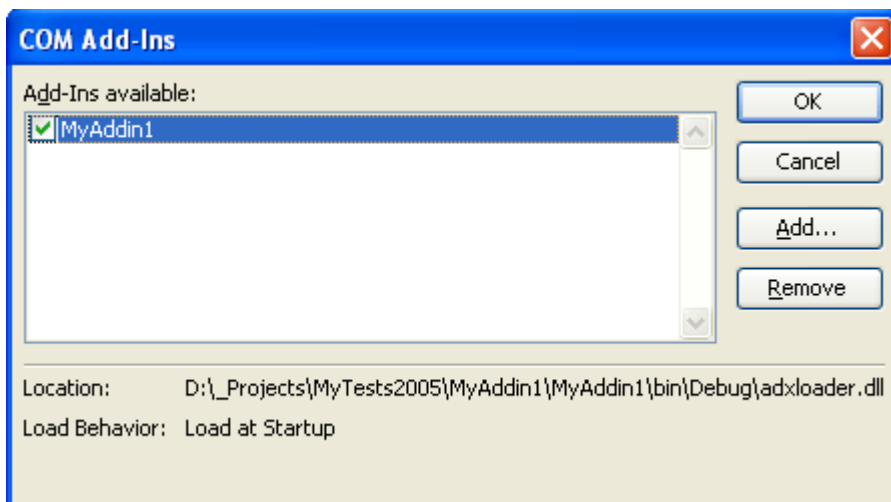 COM Add-Ins
Add-Ins available:
MyAddin1
OK
Cancel
Add...
Remove
Location: D:\_Projects\MyTests2005\MyAddin1\MyAddin1\bin\Debug\adxloader.dll
Load Behavior: Load at Startup